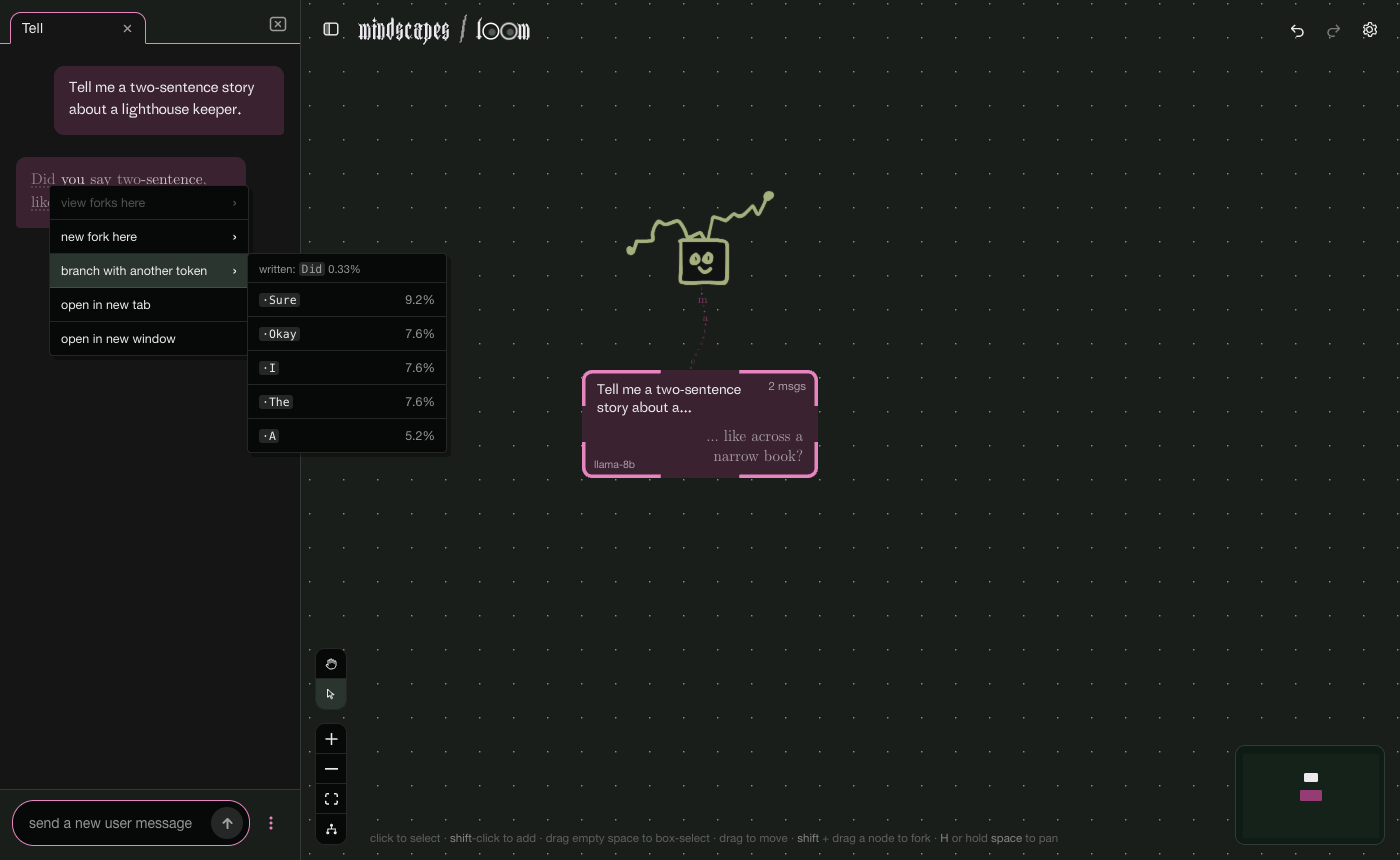 Tell
mindscapes / loom
Tell me a two-sentence story
about a lighthouse keeper.
Did you say two-sentence,
like
view forks here
new fork here
branch with another token
open in new tab
open in new window
written: Did 0.33%
·Sure 9.2%
·Okay 7.6%
·I 7.6%
·The 7.6%
·A 5.2%
m
a
Tell me a two-sentence
story about a...
2 msgs
... like across a
narrow book?
llama-8b
send a new user message
click to select · shift-click to add · drag empty space to box-select · drag to move · shift + drag a node to fork · H or hold space to pan